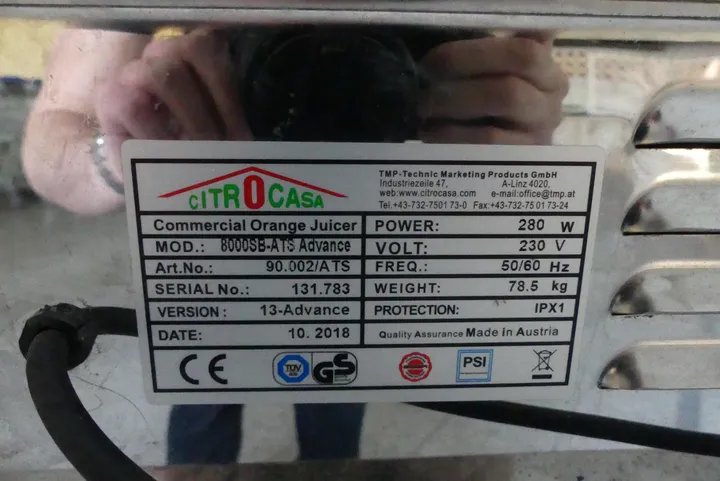 CITROCASA
TMP-Technic Marketing Products GmbH
Industriezeile 47, A-Linz 4020,
web: www.citrocasa.com e-mail:office@tmp.at
Tel.+43-732-7501 73-0 Fax:+43-732-75 01 73-24
Commercial Orange Juicer
MOD.: 8000SB-ATS Advance
Art.No.: 90.002/ATS
SERIAL No.: 131.783
VERSION : 13-Advance
DATE: 10. 2018
POWER: 280 W
VOLT: 230 V
FREQ.: 50/60 Hz
WEIGHT: 78.5 kg
PROTECTION: IPX1
Quality Assurance Made in Austria
CE
TÜV
GS
PSI